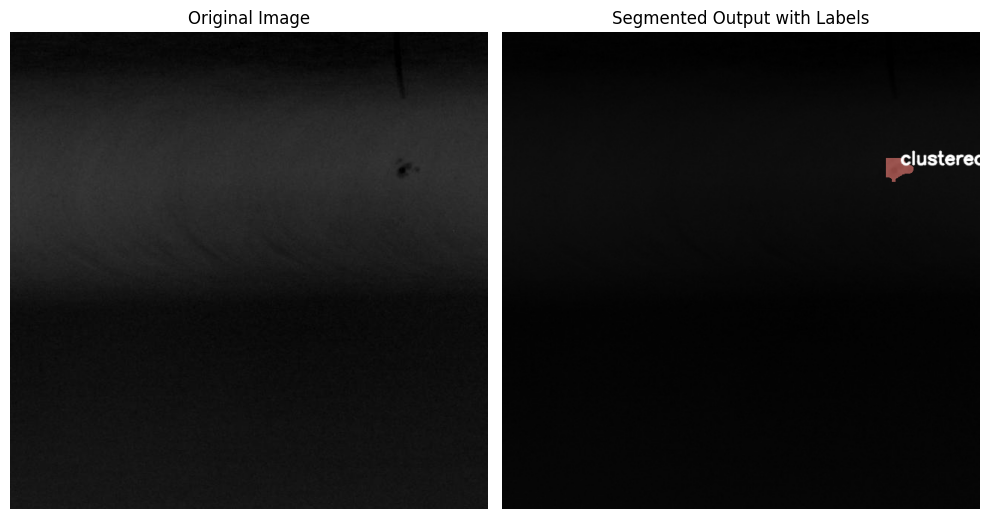 Original Image
Segmented Output with Labels
clustered